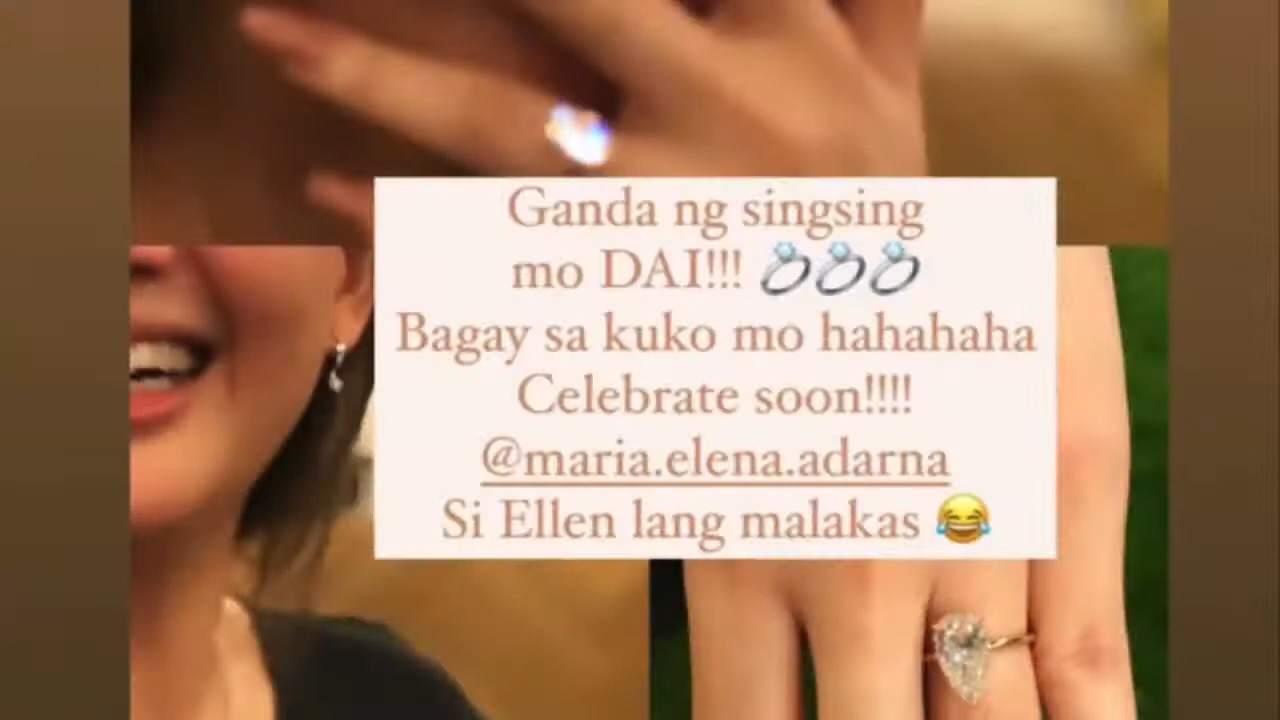 Ganda ng singsing
mo DAI!!! 💍💍💍
Bagay sa kuko mo hahahaha
Celebrate soon!!!!
@maria.elena.adarna
Si Ellen lang malakas 😂